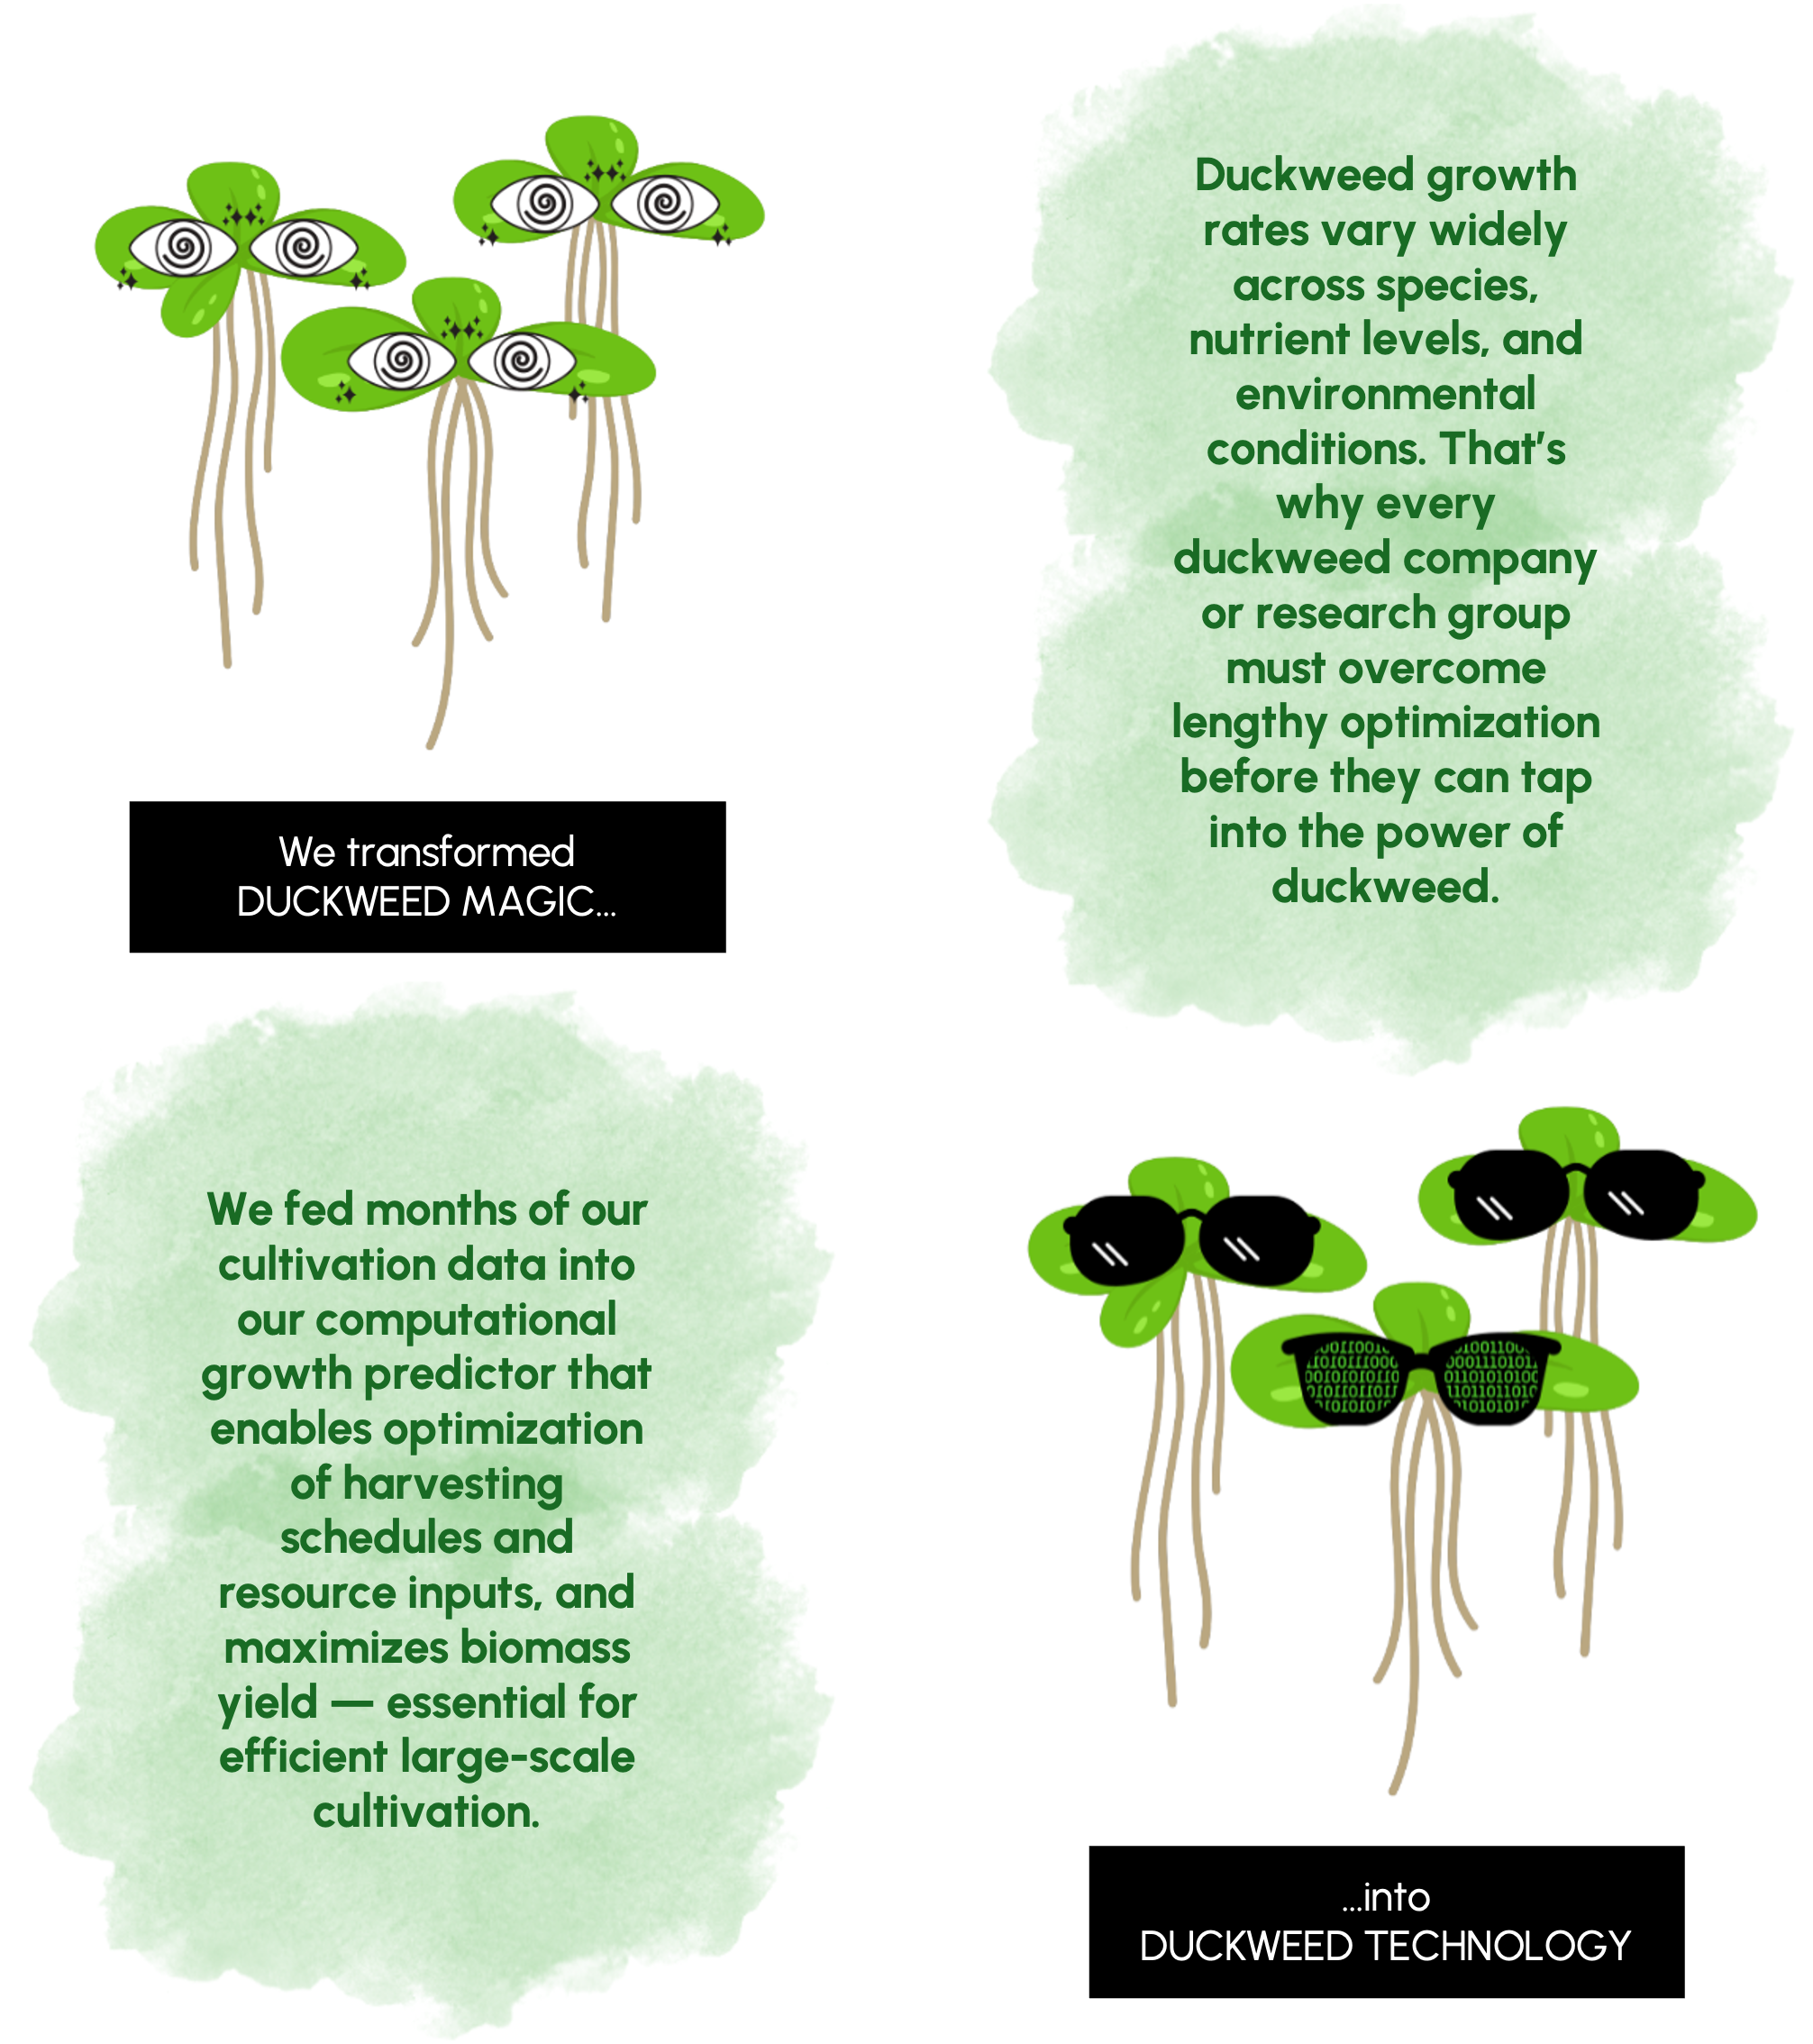 We transformed
DUCKWEED MAGIC...
Duckweed growth
rates vary widely
across species,
nutrient levels, and
environmental
conditions. That's
why every
duckweed company
or research group
must overcome
lengthy optimization
before they can tap
into the power of
duckweed.
We fed months of our
cultivation data into
our computational
growth predictor that
enables optimization
of harvesting
schedules and
resource inputs, and
maximizes biomass
yield — essential for
efficient large-scale
cultivation.
...into
DUCKWEED TECHNOLOGY